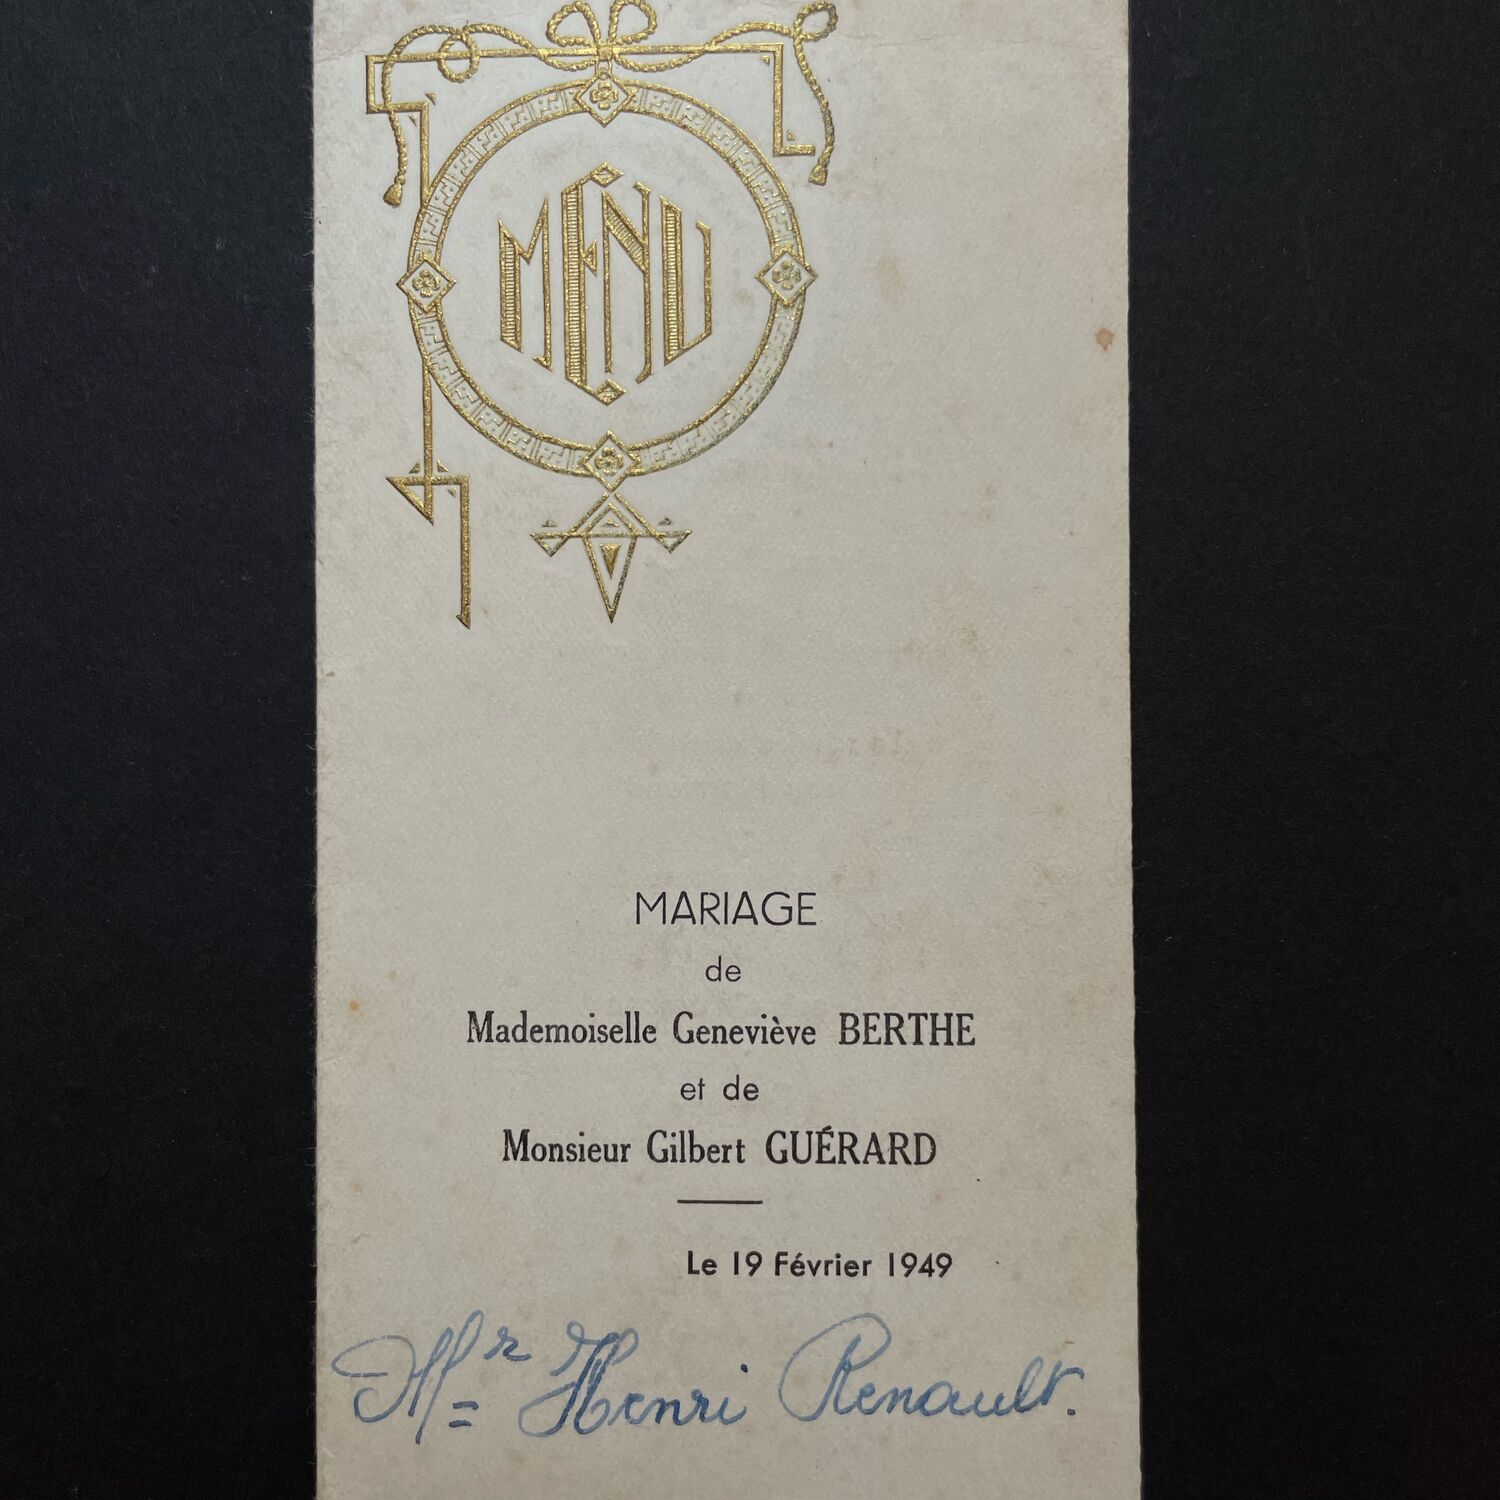 MENU
MARIAGE
de
Mademoiselle Geneviève BERTHE
et de
Monsieur Gilbert GUÉRARD
Le 19 Février 1949
Mr Henri Renault.